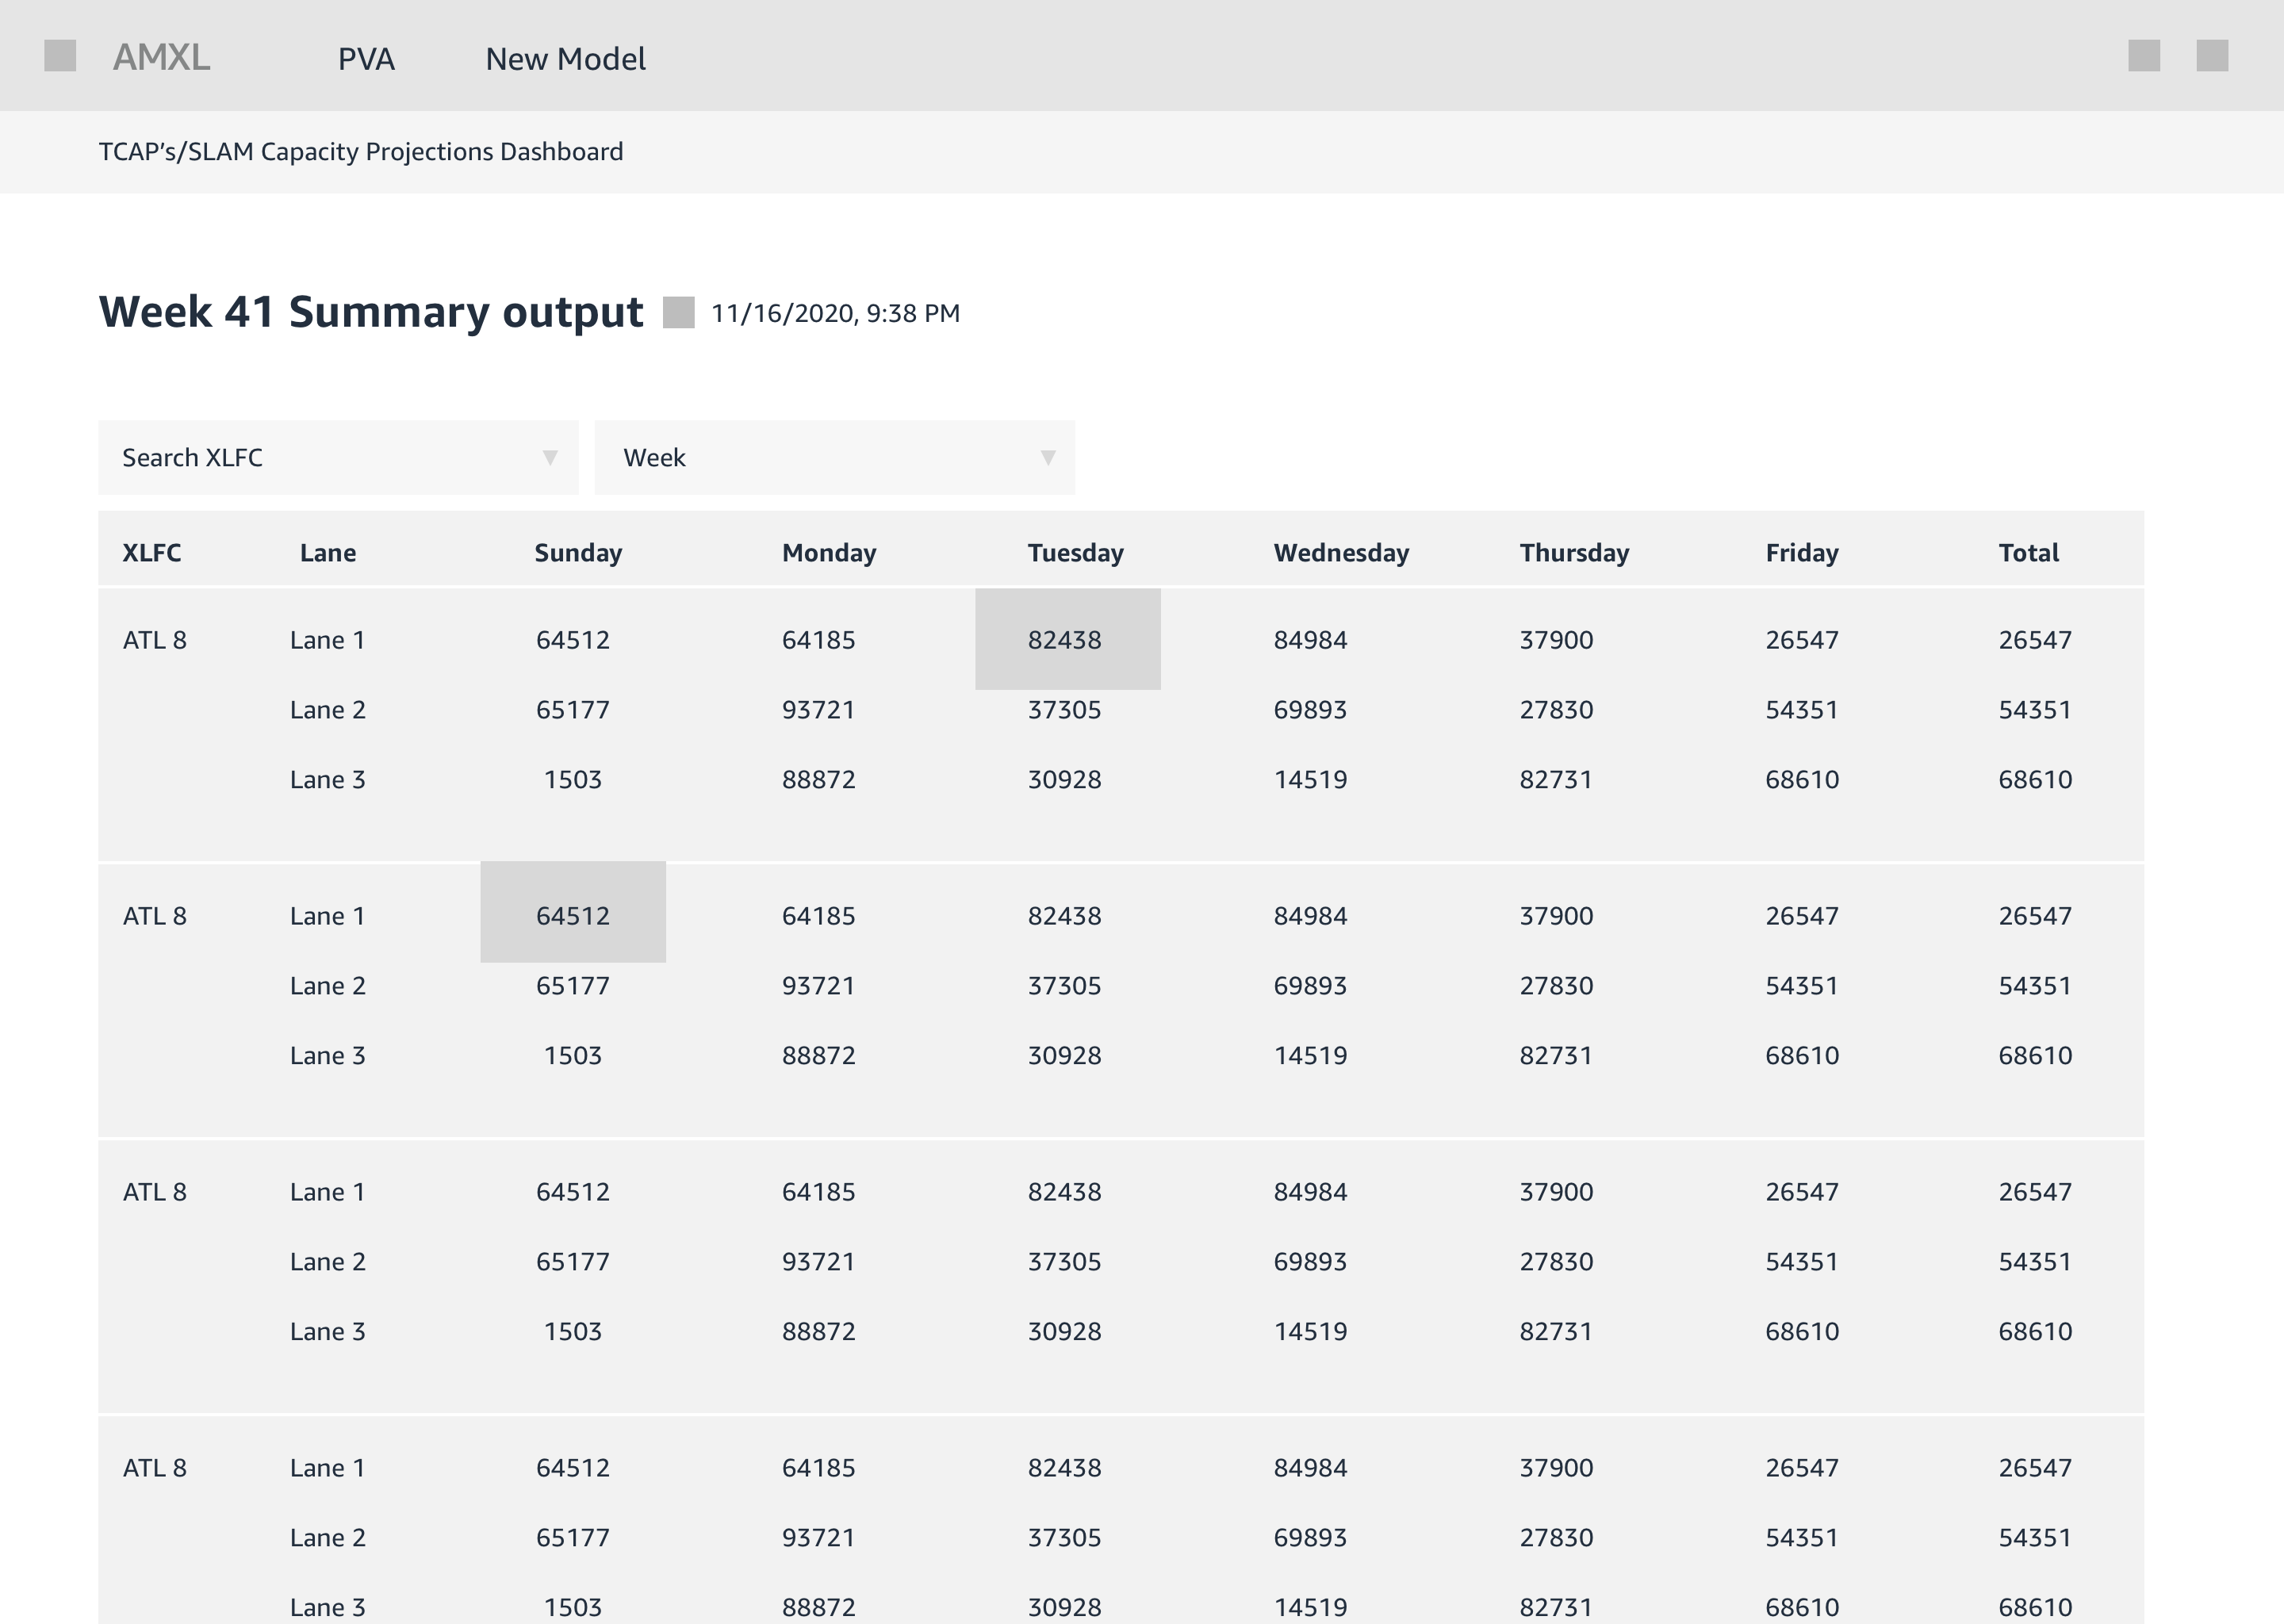 AMXL PVA New Model
TCAP's/SLAM Capacity Projections Dashboard
Week 41 Summary output 11/16/2020, 9:38 PM
Search XLFC Week
XLFC Lane Sunday Monday Tuesday Wednesday Thursday Friday Total
ATL 8 Lane 1 64512 64185 82438 84984 37900 26547 26547
Lane 2 65177 93721 37305 69893 27830 54351 54351
Lane 3 1503 88872 30928 14519 82731 68610 68610
ATL 8 Lane 1 64512 64185 82438 84984 37900 26547 26547
Lane 2 65177 93721 37305 69893 27830 54351 54351
Lane 3 1503 88872 30928 14519 82731 68610 68610
ATL 8 Lane 1 64512 64185 82438 84984 37900 26547 26547
Lane 2 65177 93721 37305 69893 27830 54351 54351
Lane 3 1503 88872 30928 14519 82731 68610 68610
ATL 8 Lane 1 64512 64185 82438 84984 37900 26547 26547
Lane 2 65177 93721 37305 69893 27830 54351 54351
Lane 3 1503 88872 30928 14519 82731 68610 68610